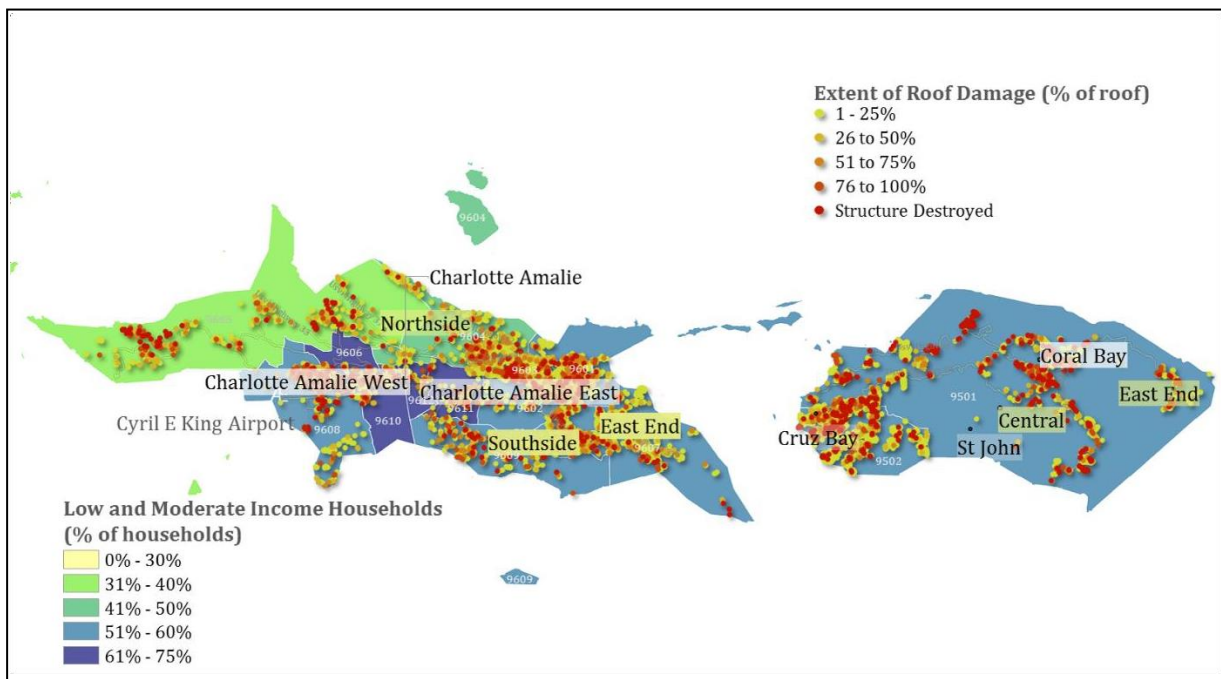 Extent of Roof Damage (% of roof)
1 - 25%
26 to 50%
51 to 75%
76 to 100%
Structure Destroyed
9604
Charlotte Amalie
Northside
9604
9606
Charlotte Amalie West
Charlotte Amalie East
9611
9602
9610
Cyril E King Airport
9608
Southside
East End
9609
Coral Bay
East End
9501
Central
Cruz Bay
St John
9502
Low and Moderate Income Households
(% of households)
0% - 30%
31% - 40%
41% - 50%
51% - 60%
61% - 75%